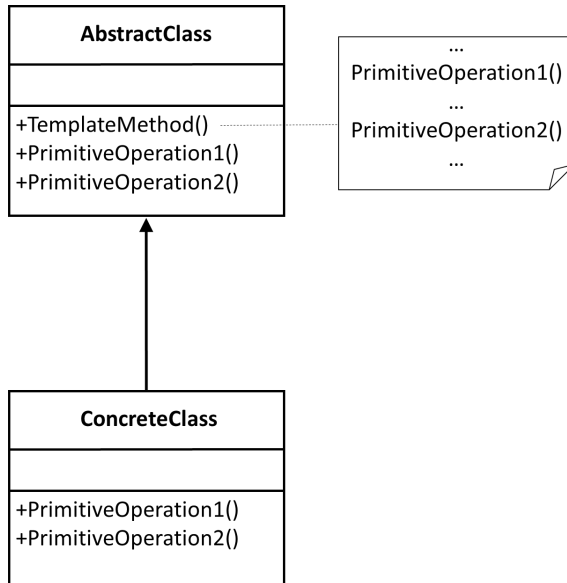 AbstractClass
+TemplateMethod()
+PrimitiveOperation1()
+PrimitiveOperation2()
...
PrimitiveOperation1()
...
PrimitiveOperation2()
...
ConcreteClass
+PrimitiveOperation1()
+PrimitiveOperation2()